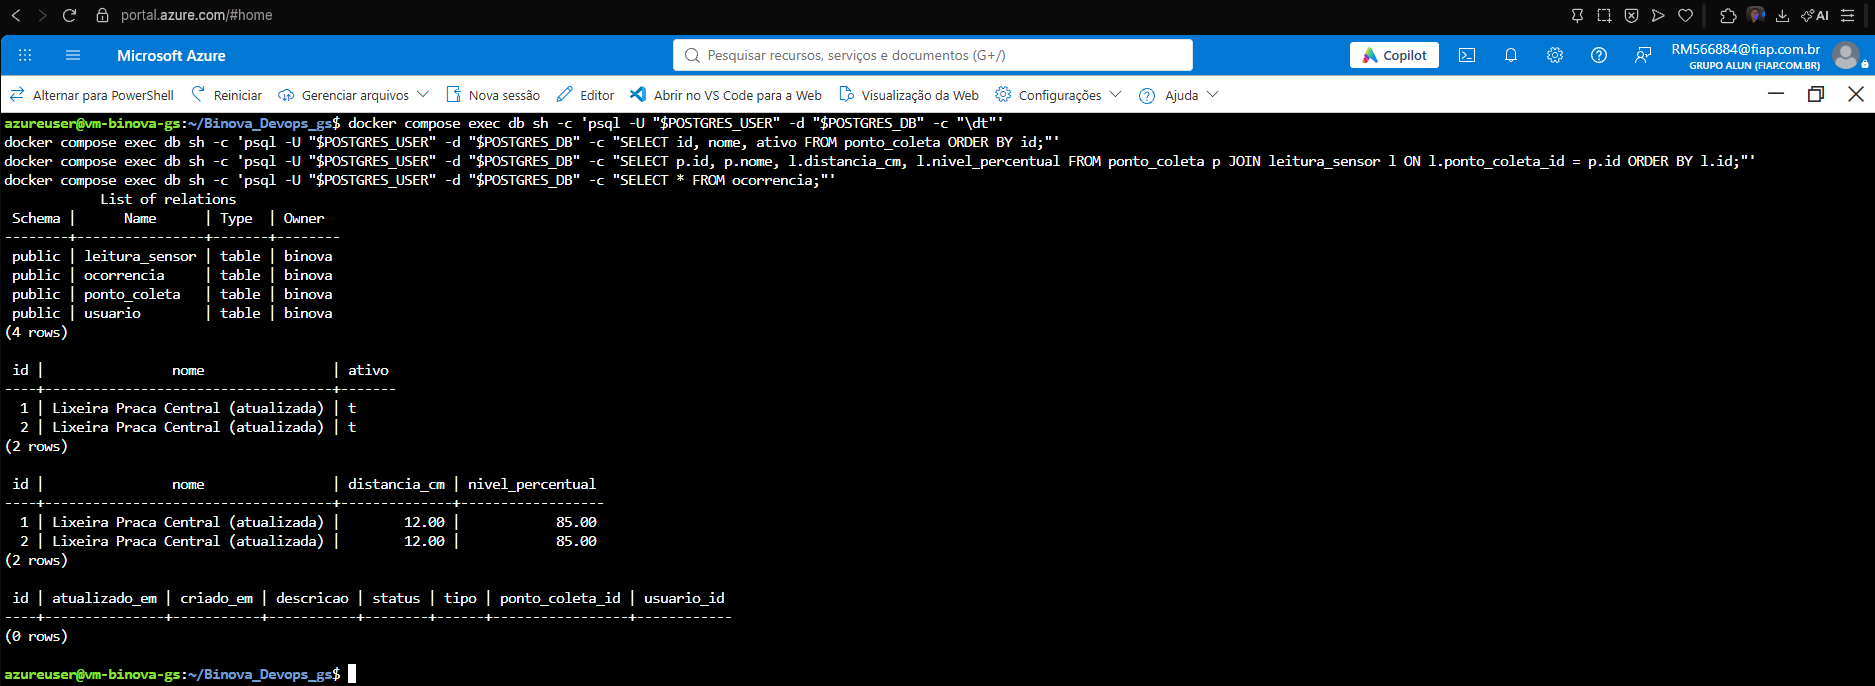 portal.azure.com/#home
AI
Microsoft Azure
Pesquisar recursos, serviços e documentos (G+/)
Copilot
RM566884@fiap.com.br
GRUPO ALUN (FIAP.COM.BR)
Alternar para PowerShell Reiniciar Gerenciar arquivos Nova sessão Editor Abrir no VS Code para a Web Visualização da Web Configurações Ajuda
azureuser@vm-binova-gs:~/Binova_Devops_gs$ docker compose exec db sh -c 'psql -U "$POSTGRES_USER" -d "$POSTGRES_DB" -c "\dt"'
docker compose exec db sh -c 'psql -U "$POSTGRES_USER" -d "$POSTGRES_DB" -c "SELECT id, nome, ativo FROM ponto_coleta ORDER BY id;"'
docker compose exec db sh -c 'psql -U "$POSTGRES_USER" -d "$POSTGRES_DB" -c "SELECT p.id, p.nome, l.distancia_cm, l.nivel_percentual FROM ponto_coleta p JOIN leitura_sensor l ON l.ponto_coleta_id = p.id ORDER BY l.id;"'
docker compose exec db sh -c 'psql -U "$POSTGRES_USER" -d "$POSTGRES_DB" -c "SELECT * FROM ocorrencia;"'
            List of relations
 Schema |      Name      | Type  | Owner
--------+----------------+-------+--------
 public | leitura_sensor | table | binova
 public | ocorrencia     | table | binova
 public | ponto_coleta   | table | binova
 public | usuario        | table | binova
(4 rows)
 id |                nome                | ativo
----+------------------------------------+-------
  1 | Lixeira Praca Central (atualizada) | t
  2 | Lixeira Praca Central (atualizada) | t
(2 rows)
 id |                nome                | distancia_cm | nivel_percentual
----+------------------------------------+--------------+------------------
  1 | Lixeira Praca Central (atualizada) |        12.00 |            85.00
  2 | Lixeira Praca Central (atualizada) |        12.00 |            85.00
(2 rows)
 id | atualizado_em | criado_em | descricao | status | tipo | ponto_coleta_id | usuario_id
----+---------------+-----------+-----------+--------+------+-----------------+------------
(0 rows)
azureuser@vm-binova-gs:~/Binova_Devops_gs$